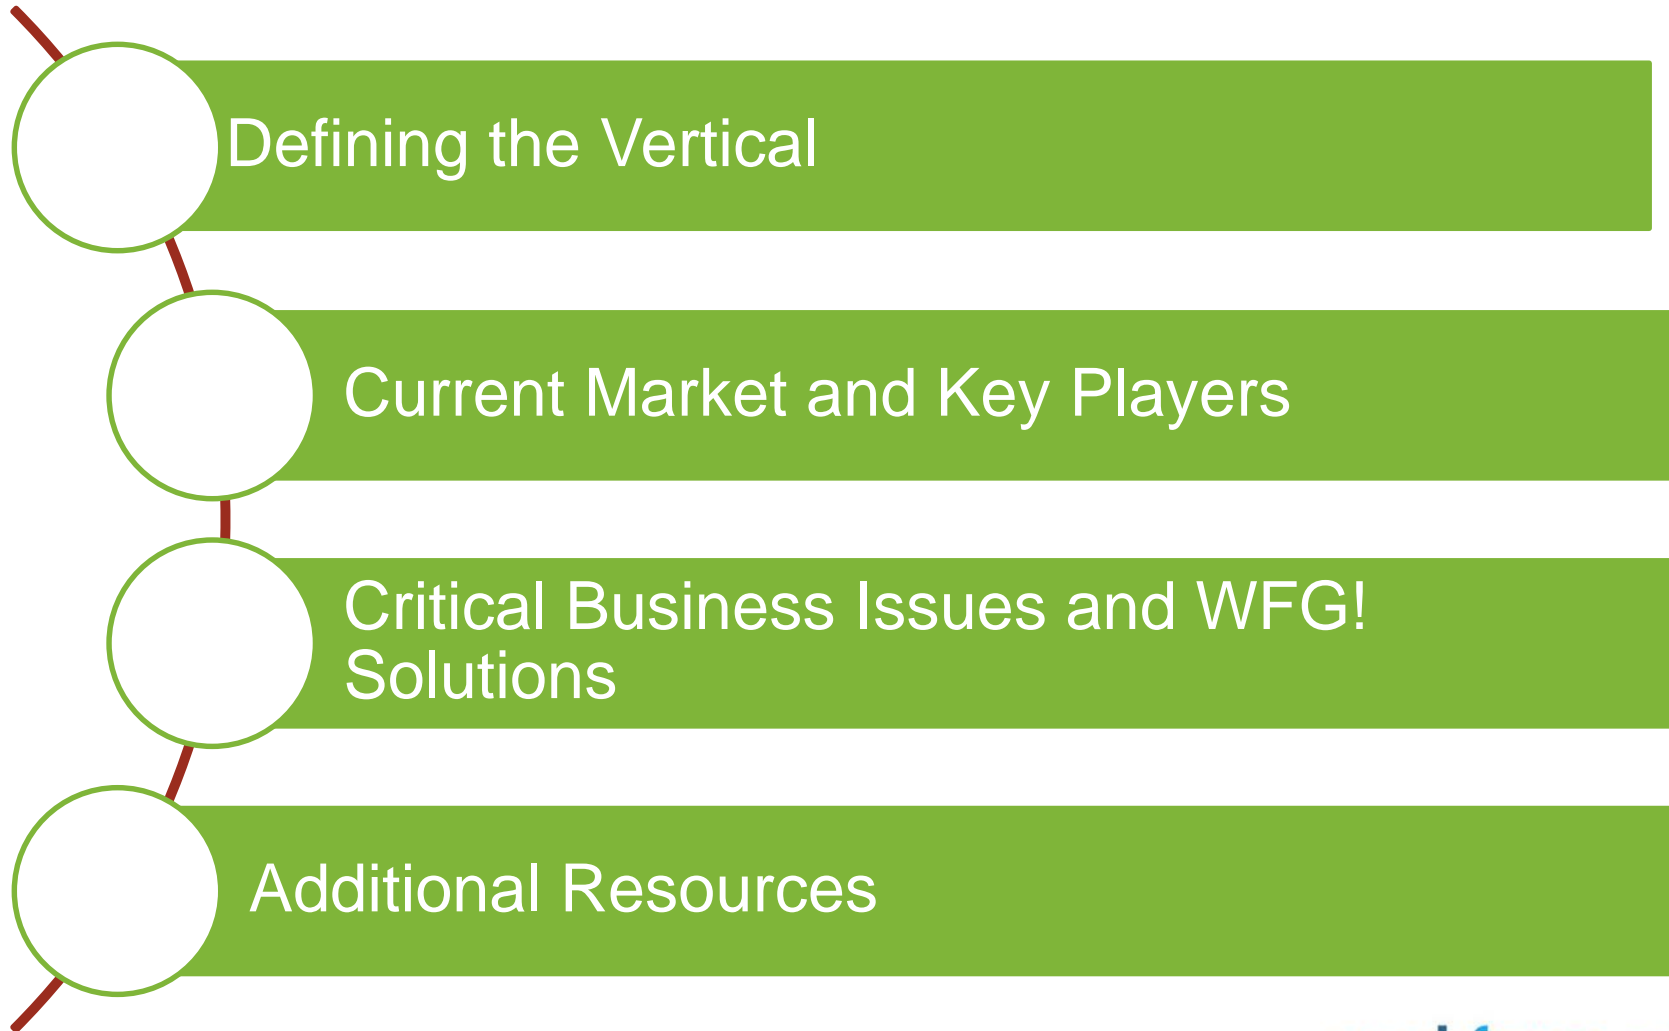 Defining the Vertical
Current Market and Key Players
Critical Business Issues and WFG!
Solutions
Additional Resources